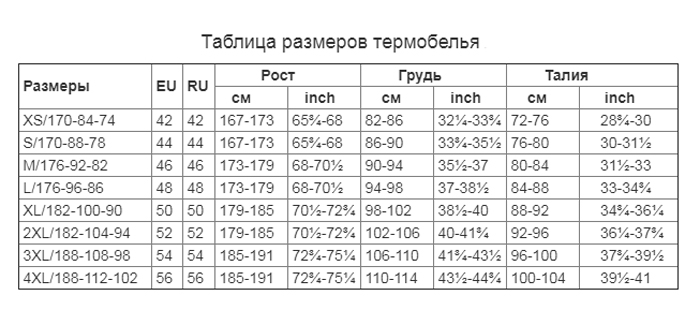 Таблица размеров термобелья
Размеры EU RU Рост Грудь Талия
см inch см inch см inch
XS/170-84-74 42 42 167-173 65¾-68 82-86 32¼-33¾ 72-76 28¾-30
S/170-88-78 44 44 167-173 65¾-68 86-90 33¾-35½ 76-80 30-31½
M/176-92-82 46 46 173-179 68-70½ 90-94 35½-37 80-84 31½-33
L/176-96-86 48 48 173-179 68-70½ 94-98 37-38½ 84-88 33-34¾
XL/182-100-90 50 50 179-185 70½-72¾ 98-102 38½-40 88-92 34¾-36¼
2XL/182-104-94 52 52 179-185 70½-72¾ 102-106 40-41¾ 92-96 36¼-37¾
3XL/188-108-98 54 54 185-191 72¾-75¼ 106-110 41¾-43½ 96-100 37¾-39½
4XL/188-112-102 56 56 185-191 72¾-75¼ 110-114 43½-44¾ 100-104 39½-41